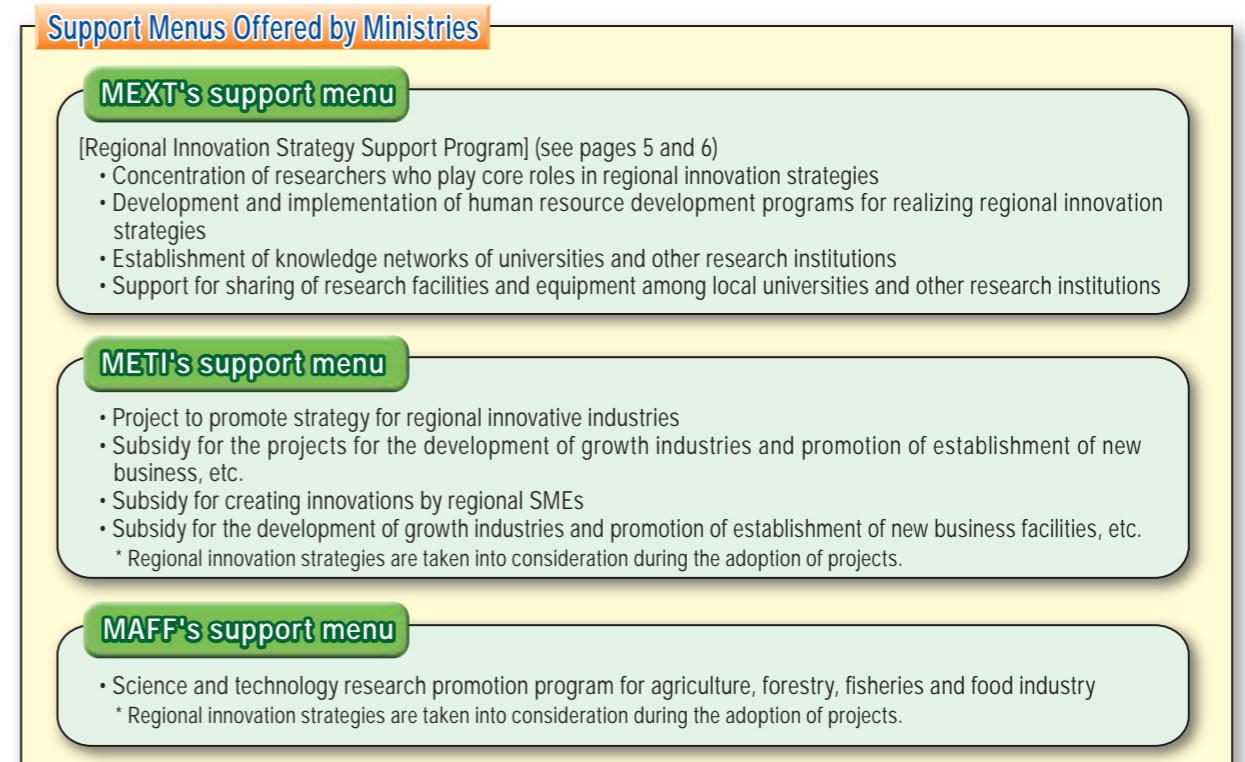 Support Menus Offered by Ministries
MEXT's support menu
[Regional Innovation Strategy Support Program] (see pages 5 and 6)
• Concentration of researchers who play core roles in regional innovation strategies
• Development and implementation of human resource development programs for realizing regional innovation
strategies
• Establishment of knowledge networks of universities and other research institutions
• Support for sharing of research facilities and equipment among local universities and other research institutions
METI's support menu
• Project to promote strategy for regional innovative industries
• Subsidy for the projects for the development of growth industries and promotion of establishment of new
business, etc.
• Subsidy for creating innovations by regional SMEs
• Subsidy for the development of growth industries and promotion of establishment of new business facilities, etc.
* Regional innovation strategies are taken into consideration during the adoption of projects.
MAFF's support menu
• Science and technology research promotion program for agriculture, forestry, fisheries and food industry
* Regional innovation strategies are taken into consideration during the adoption of projects.